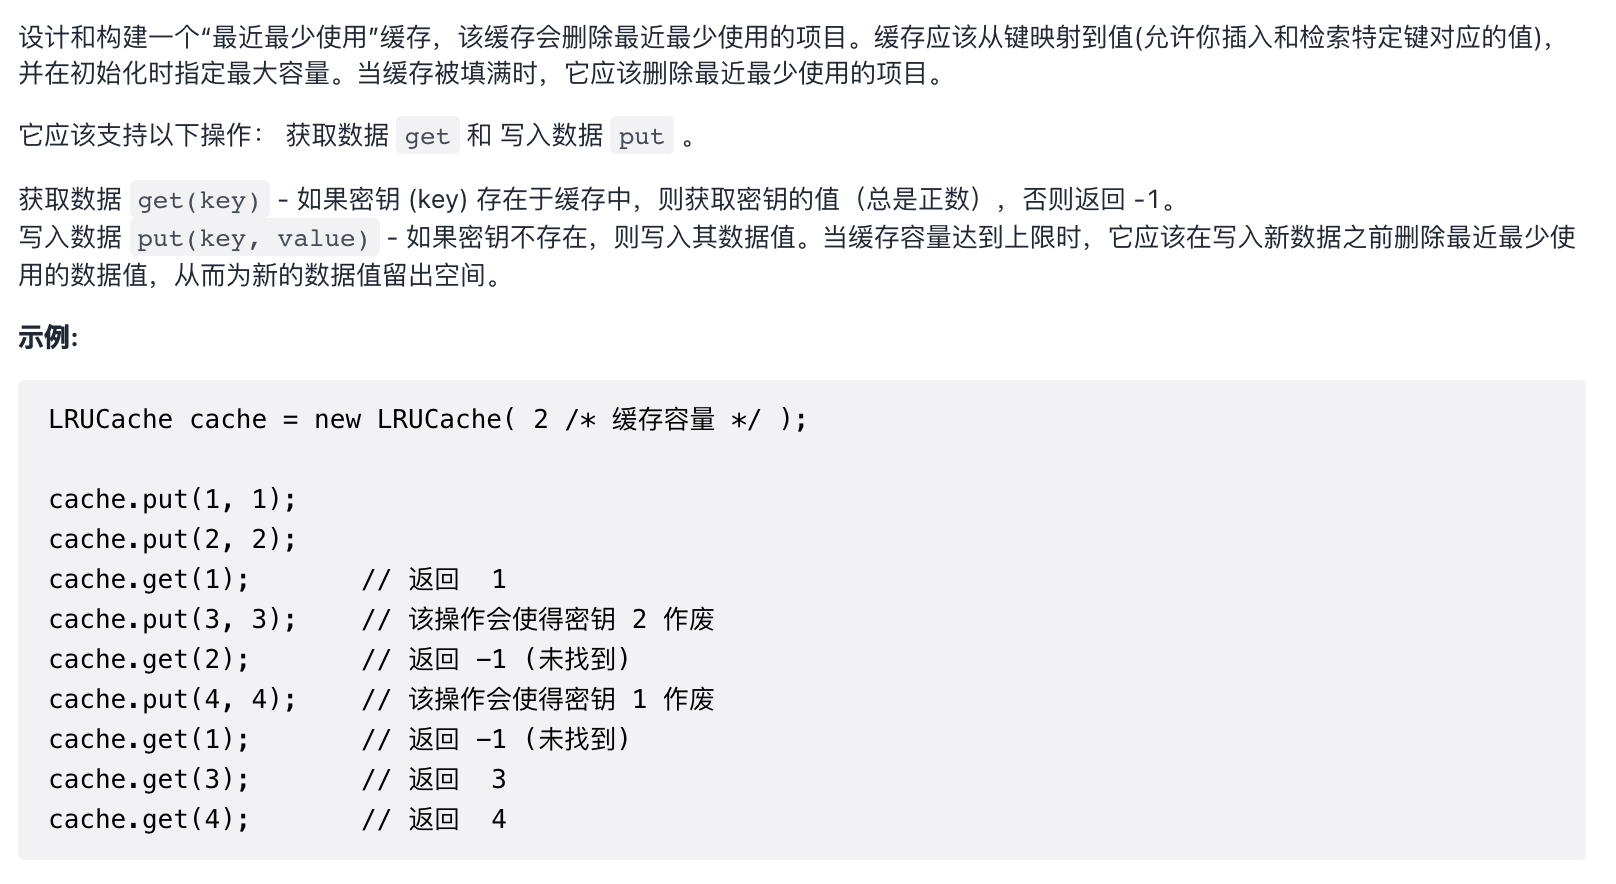 设计和构建一个“最近最少使用”缓存，该缓存会删除最近最少使用的项目。缓存应该从键映射到值(允许你插入和检索特定键对应的值)，
并在初始化时指定最大容量。当缓存被填满时，它应该删除最近最少使用的项目。
它应该支持以下操作： 获取数据 get 和 写入数据 put 。
获取数据 get(key) - 如果密钥 (key) 存在于缓存中，则获取密钥的值（总是正数），否则返回 -1。
写入数据 put(key, value) - 如果密钥不存在，则写入其数据值。当缓存容量达到上限时，它应该在写入新数据之前删除最近最少使
用的数据值，从而为新的数据值留出空间。
示例:
LRUCache cache = new LRUCache( 2 /* 缓存容量 */ );
cache.put(1, 1);
cache.put(2, 2);
cache.get(1);       // 返回  1
cache.put(3, 3);    // 该操作会使得密钥 2 作废
cache.get(2);       // 返回 -1 (未找到)
cache.put(4, 4);    // 该操作会使得密钥 1 作废
cache.get(1);       // 返回 -1 (未找到)
cache.get(3);       // 返回  3
cache.get(4);       // 返回  4